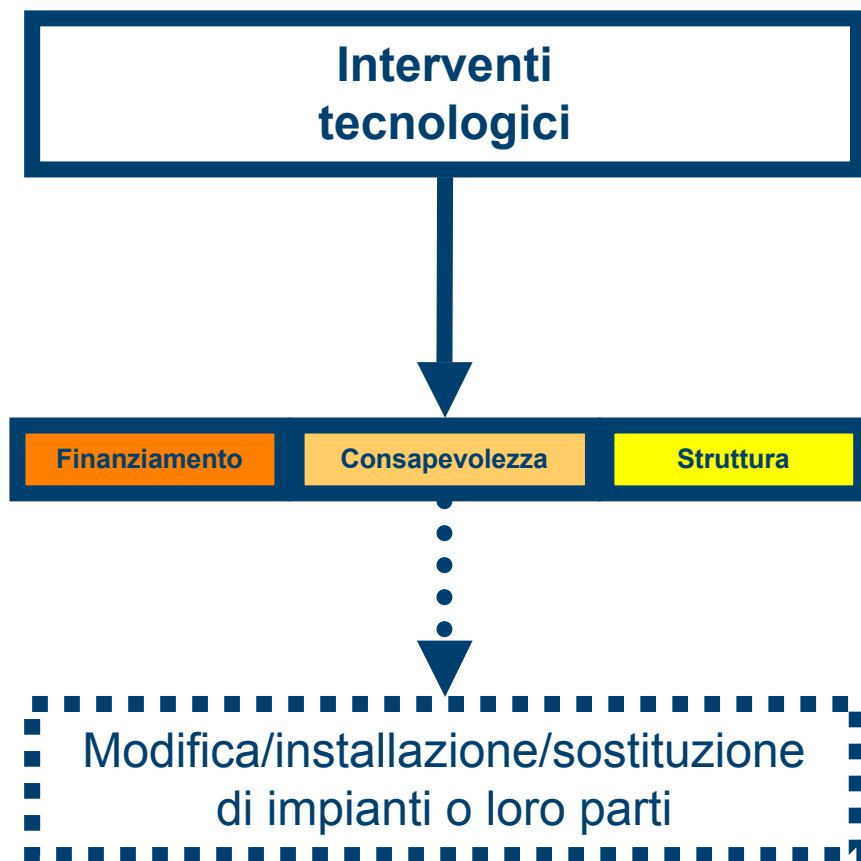 Interventi
tecnologici
Finanziamento Consapevolezza Struttura
Modifica/installazione/sostituzione
di impianti o loro parti